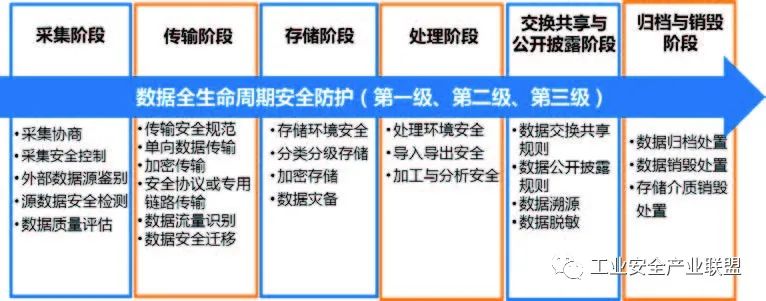 采集阶段
传输阶段
存储阶段
处理阶段
交换共享与
公开披露阶段
归档与销毁
阶段
数据全生命周期安全防护（第一级、第二级、第三级）
•采集协商
•采集安全控制
•外部数据源鉴别
•源数据安全检测
•数据质量评估
•传输安全规范
•单向数据传输
•加密传输
•安全协议或专用
链路传输
•数据流量识别
•数据安全迁移
•存储环境安全
•分类分级存储
•加密存储
•数据灾备
•处理环境安全
•导入导出安全
•加工与分析安全
•数据交换共享
规则
•数据公开披露
规则
•数据溯源
•数据脱敏
•数据归档处置
•数据销毁处置
•存储介质销毁
处置
工业安全产业联盟